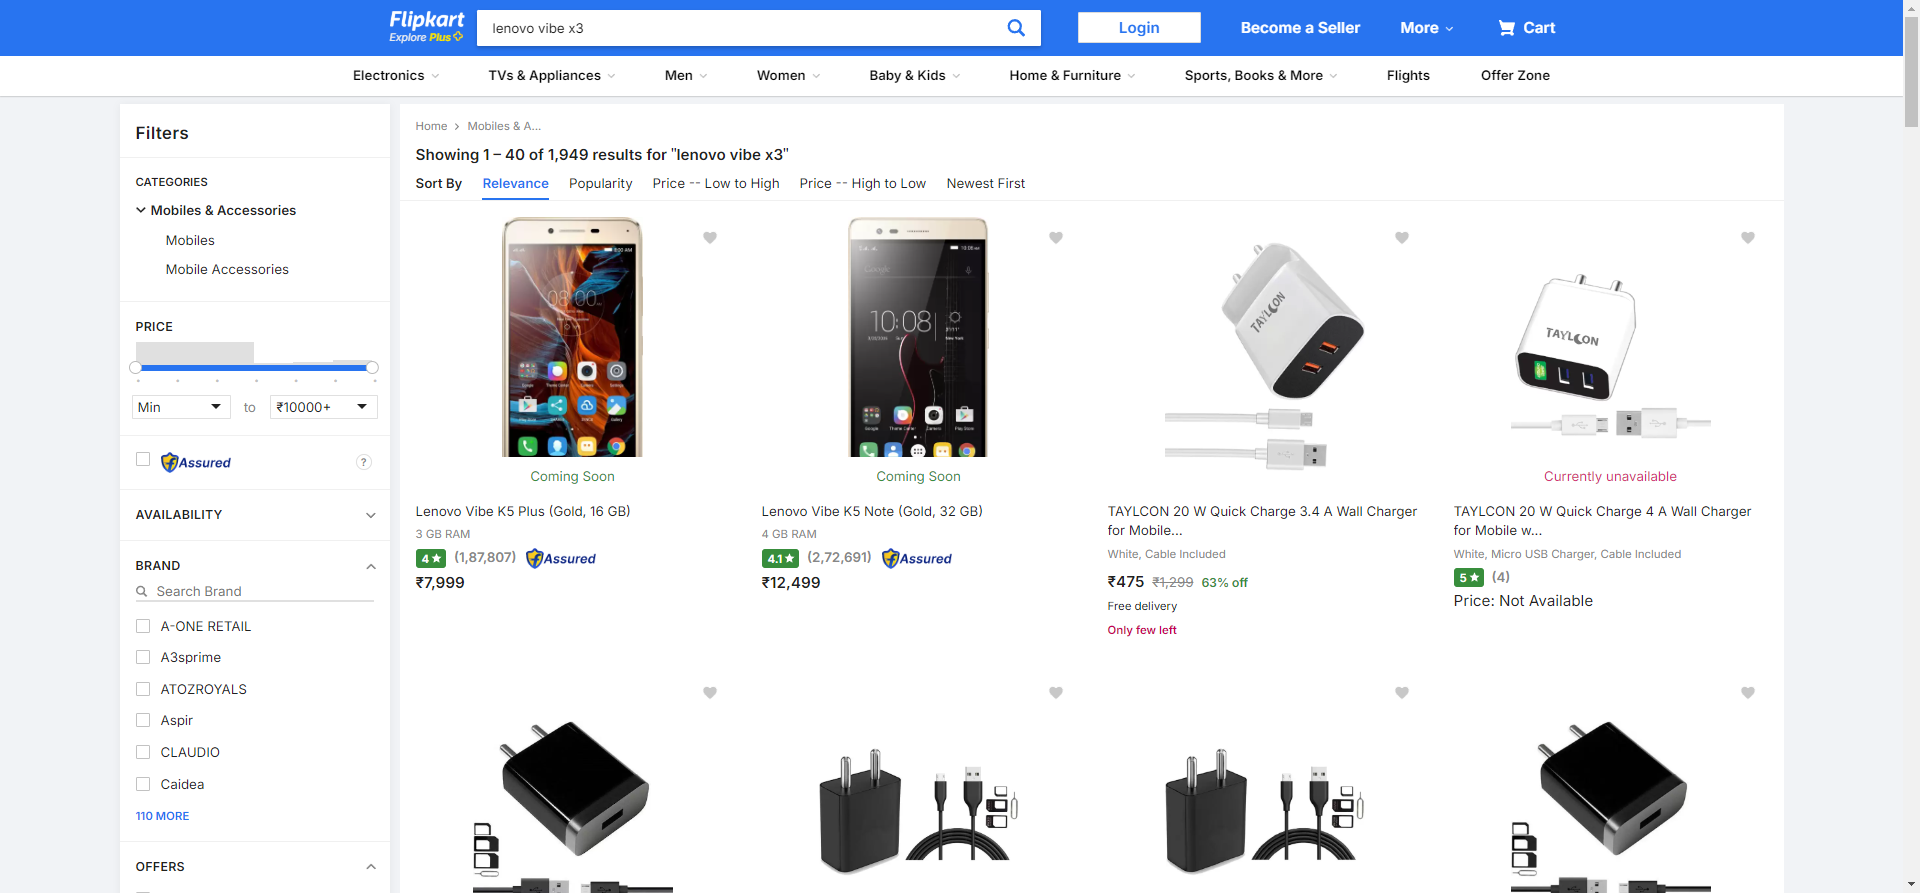 Flipkart
Explore Plus
lenovo vibe x3
Login
Become a Seller
More
Cart
Electronics
TVs & Appliances
Men
Women
Baby & Kids
Home & Furniture
Sports, Books & More
Flights
Offer Zone
Filters
CATEGORIES
Mobiles & Accessories
Mobiles
Mobile Accessories
PRICE
Min
to
₹10000+
Assured
?
AVAILABILITY
BRAND
Search Brand
A-ONE RETAIL
A3sprime
ATOZROYALS
Aspir
CLAUDIO
Caidea
110 MORE
OFFERS
Home
Mobiles & A...
Showing 1 – 40 of 1,949 results for "lenovo vibe x3"
Sort By
Relevance
Popularity
Price -- Low to High
Price -- High to Low
Newest First
08:00
Coming Soon
Lenovo Vibe K5 Plus (Gold, 16 GB)
3 GB RAM
4
(1,87,807)
Assured
₹7,999
Google
10:08
Coming Soon
Lenovo Vibe K5 Note (Gold, 32 GB)
4 GB RAM
4.1
(2,72,691)
Assured
₹12,499
TAYLCON
TAYLCON 20 W Quick Charge 3.4 A Wall Charger
for Mobile...
White, Cable Included
₹475 ₹1,299 63% off
Free delivery
Only few left
TAYLCON
Currently unavailable
TAYLCON 20 W Quick Charge 4 A Wall Charger
for Mobile w...
White, Micro USB Charger, Cable Included
5
(4)
Price: Not Available